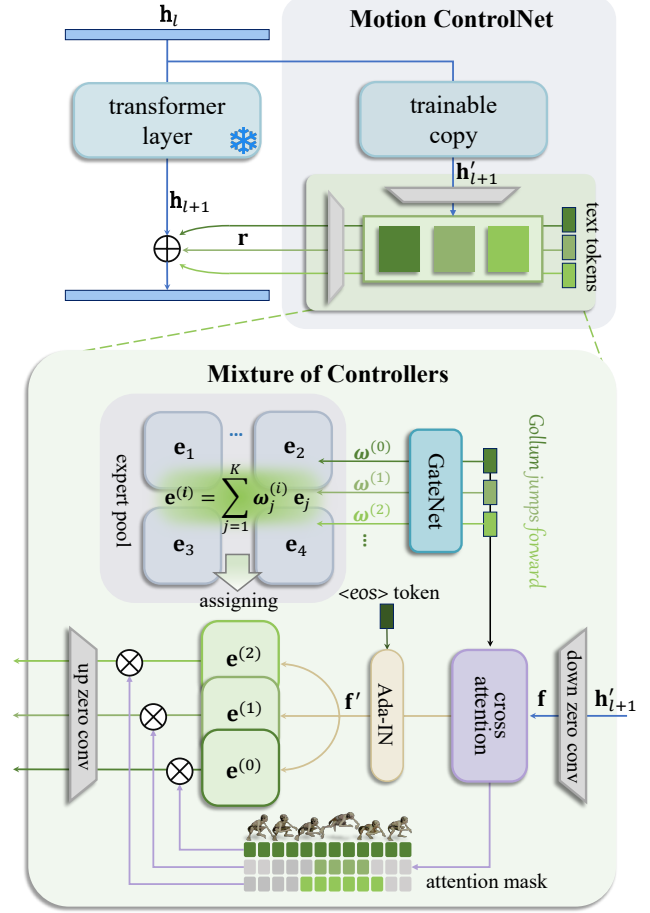 𝐡_l
Motion ControlNet
transformer
layer
trainable
copy
𝐡′_{l+1}
𝐡_{l+1}
𝐫
text tokens
Mixture of Controllers
𝐞_1
...
𝐞_2
𝐞^{(i)} = ∑_{j=1}^{K} 𝛚_j^{(i)} 𝐞_j
𝐞_3
𝐞_4
expert pool
assigning
𝛚^{(0)}
𝛚^{(1)}
𝛚^{(2)}
...
GateNet
Gollum jumps forward
<eos> token
up zero conv
𝐞^{(2)}
𝐞^{(1)}
𝐞^{(0)}
𝐟′
Ada-IN
cross
attention
𝐟
down zero conv
𝐡′_{l+1}
attention mask